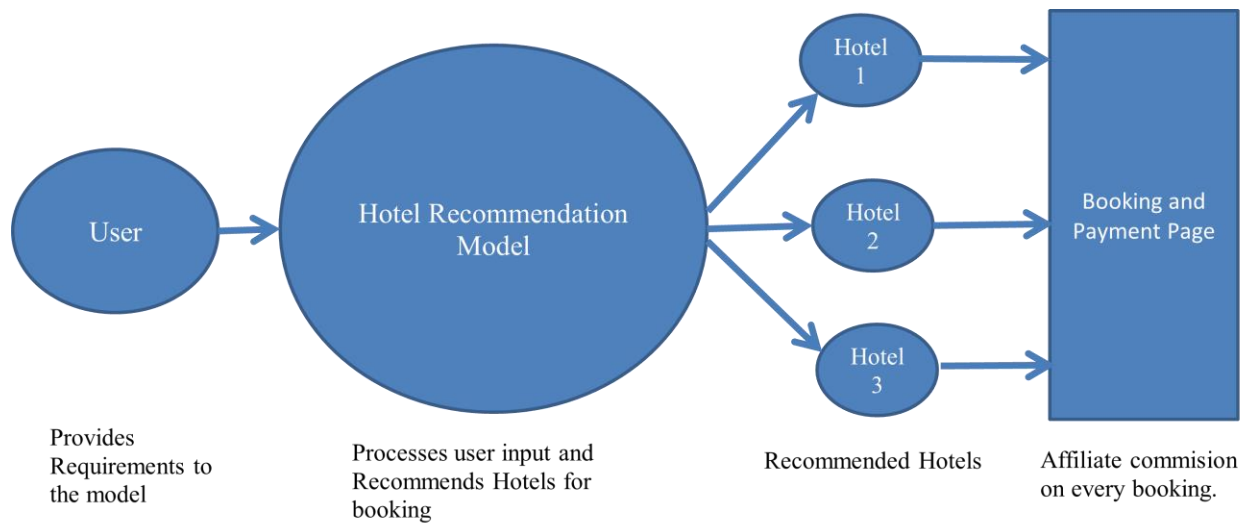 User
Hotel Recommendation
Model
Hotel
1
Hotel
2
Hotel
3
Booking and
Payment Page
Provides
Requirements to
the model
Processes user input and
Recommends Hotels for
booking
Recommended Hotels
Affiliate commision
on every booking.